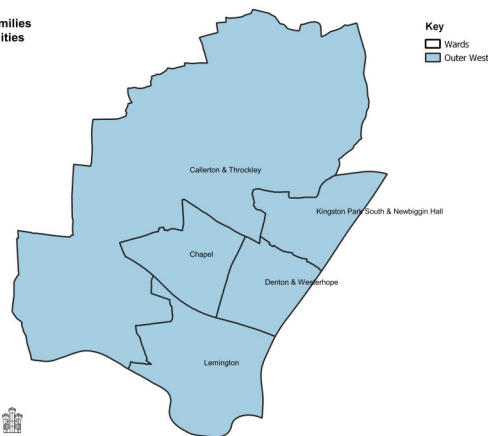 milies
ities
Key
Wards
Outer West
Callerton & Throckley
Kingston Park South & Newbiggin Hall
Chapel
Denton & Westerhope
Lemington